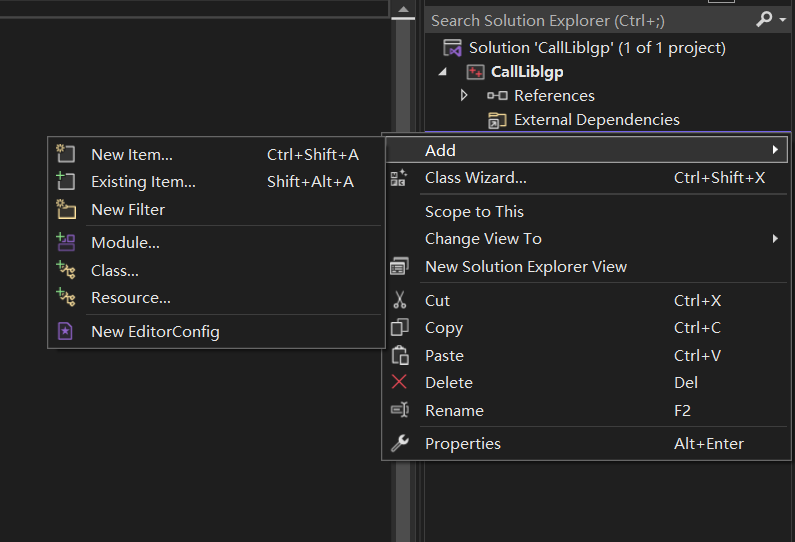 Search Solution Explorer (Ctrl+;)
Solution 'CallLiblgp' (1 of 1 project)
CallLiblgp
References
External Dependencies
Add
Class Wizard... Ctrl+Shift+X
Scope to This
Change View To
New Solution Explorer View
Cut Ctrl+X
Copy Ctrl+C
Paste Ctrl+V
Delete Del
Rename F2
Properties Alt+Enter
New Item... Ctrl+Shift+A
Existing Item... Shift+Alt+A
New Filter
Module...
Class...
Resource...
New EditorConfig